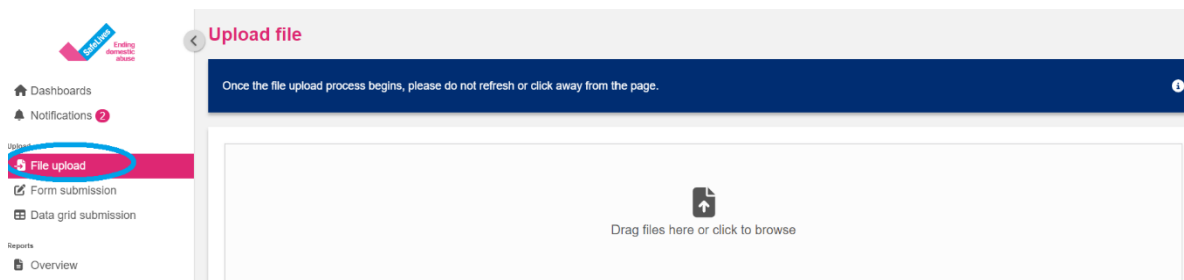 SafeLives
Ending
domestic
abuse
Dashboards
Notifications 2
Upload
File upload
Form submission
Data grid submission
Reports
Overview
Upload file
Once the file upload process begins, please do not refresh or click away from the page.
Drag files here or click to browse